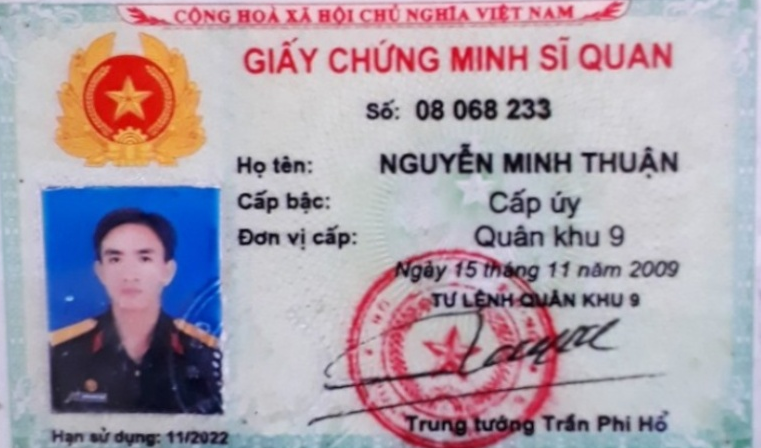 CỘNG HOÀ XÃ HỘI CHỦ NGHĨA VIỆT NAM
GIẤY CHỨNG MINH SĨ QUAN
Số: 08 068 233
Họ tên: NGUYỄN MINH THUẬN
Cấp bậc: Cấp úy
Đơn vị cấp: Quân khu 9
Ngày 15 tháng 11 năm 2009
TƯ LỆNH QUÂN KHU 9
Trung tướng Trần Phi Hổ
Hạn sử dụng: 11/2022